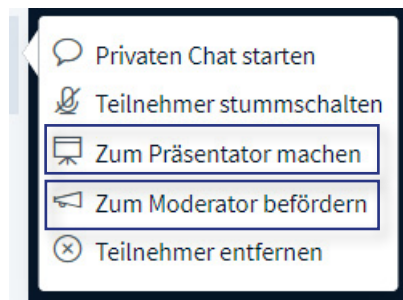 Privaten Chat starten
Teilnehmer stummschalten
Zum Präsentator machen
Zum Moderator befördern
Teilnehmer entfernen